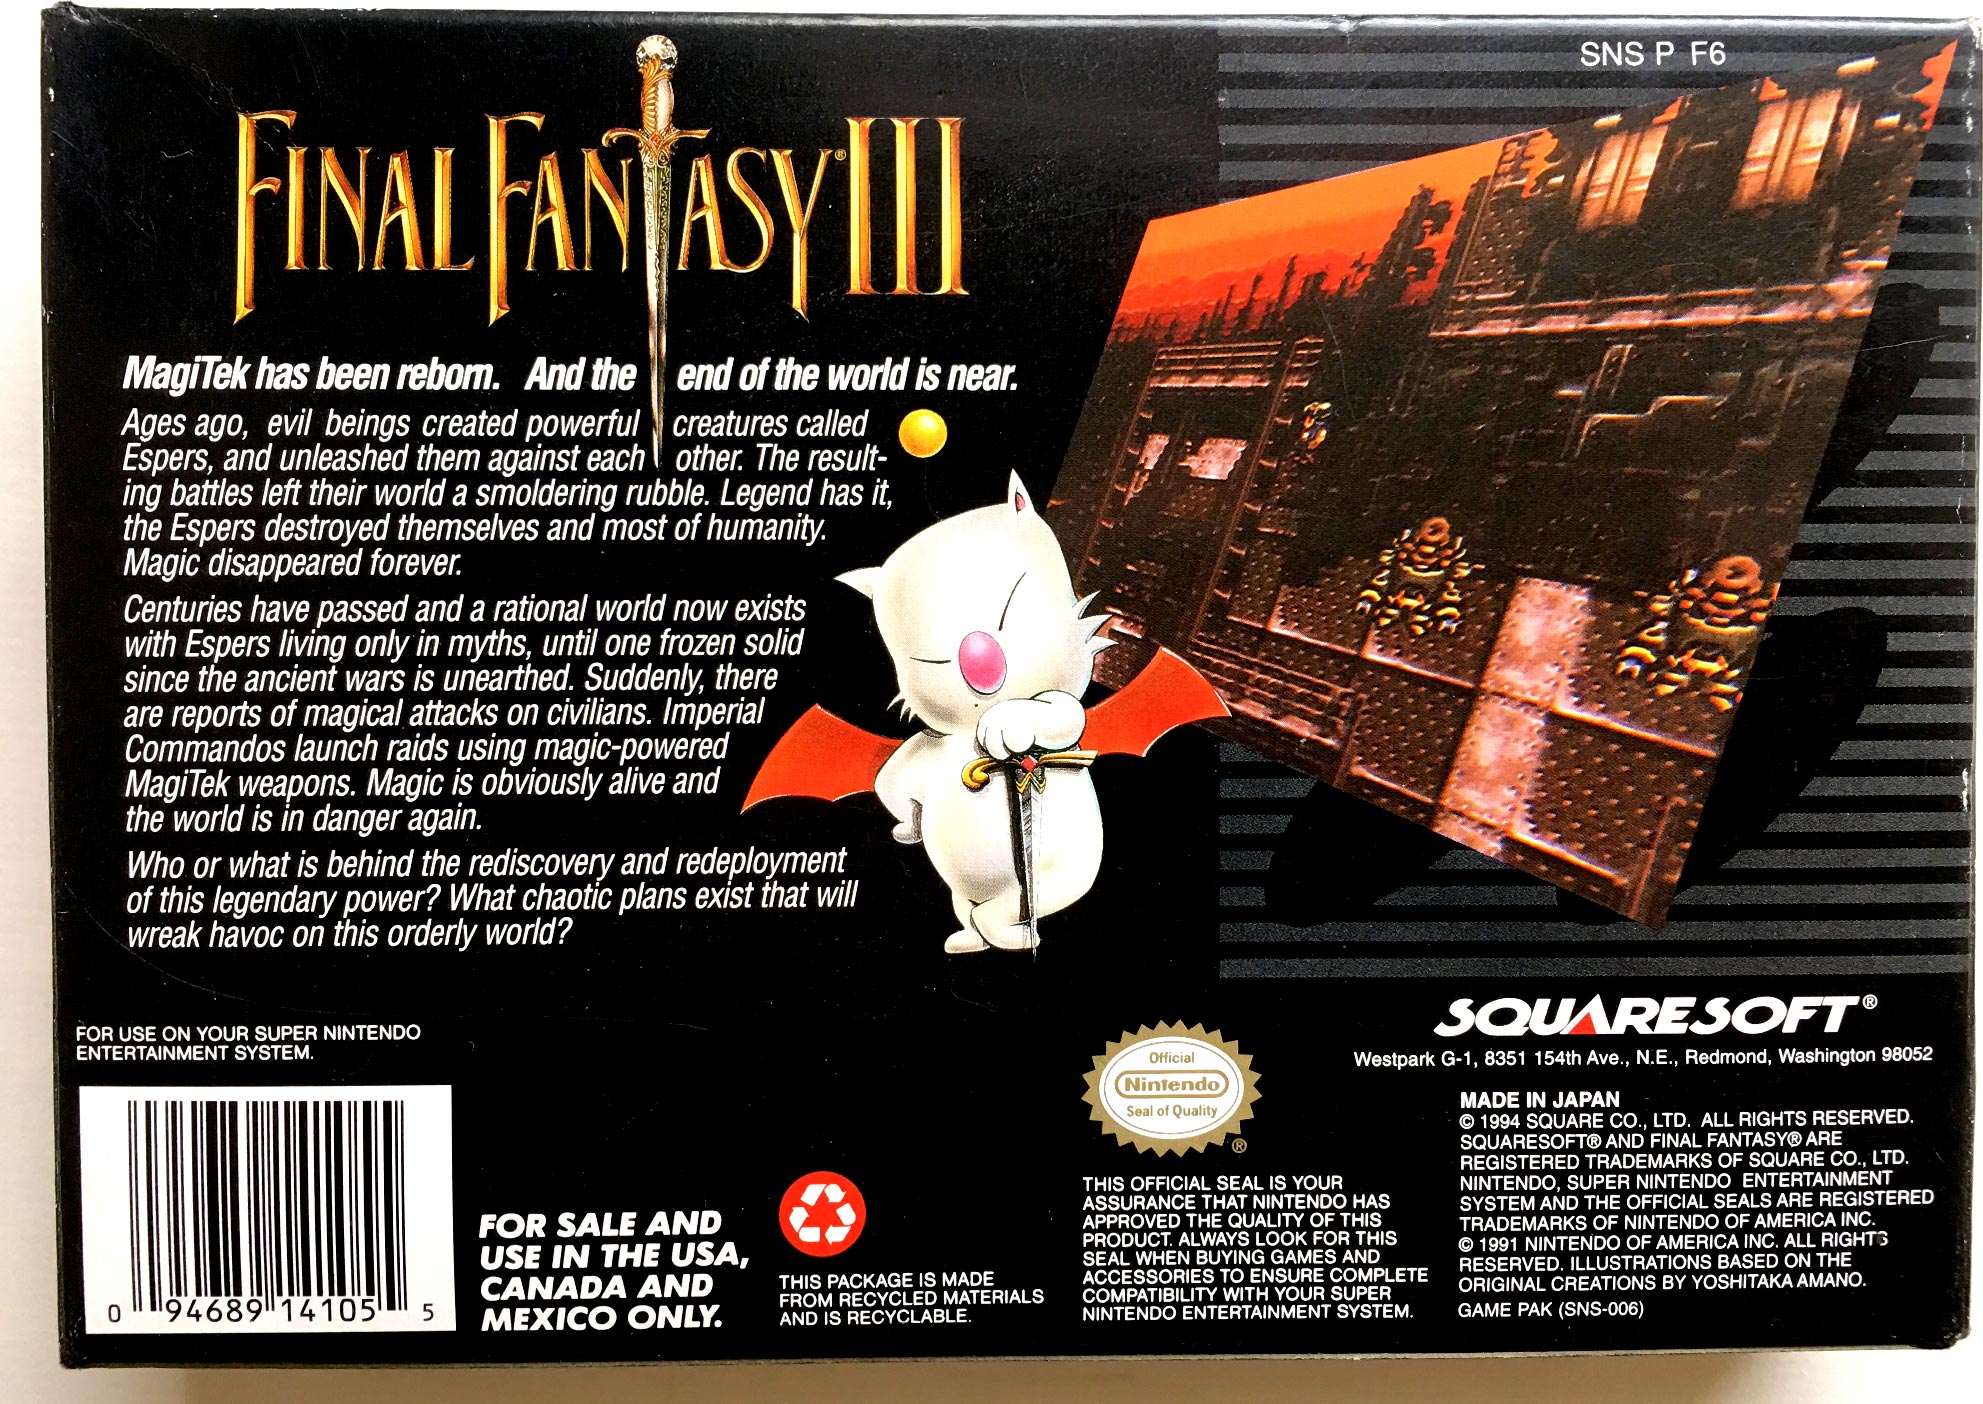 SNS P F6
FINAL FANTASY® III
MagiTek has been reborn. And the end of the world is near.
Ages ago, evil beings created powerful creatures called
Espers, and unleashed them against each other. The result-
ing battles left their world a smoldering rubble. Legend has it,
the Espers destroyed themselves and most of humanity.
Magic disappeared forever.
Centuries have passed and a rational world now exists
with Espers living only in myths, until one frozen solid
since the ancient wars is unearthed. Suddenly, there
are reports of magical attacks on civilians. Imperial
Commandos launch raids using magic-powered
MagiTek weapons. Magic is obviously alive and
the world is in danger again.
Who or what is behind the rediscovery and redeployment
of this legendary power? What chaotic plans exist that will
wreak havoc on this orderly world?
FOR USE ON YOUR SUPER NINTENDO
ENTERTAINMENT SYSTEM.
0 94689 14105 5
FOR SALE AND
USE IN THE USA,
CANADA AND
MEXICO ONLY.
THIS PACKAGE IS MADE
FROM RECYCLED MATERIALS
AND IS RECYCLABLE.
Official
Nintendo
Seal of Quality
®
THIS OFFICIAL SEAL IS YOUR
ASSURANCE THAT NINTENDO HAS
APPROVED THE QUALITY OF THIS
PRODUCT. ALWAYS LOOK FOR THIS
SEAL WHEN BUYING GAMES AND
ACCESSORIES TO ENSURE COMPLETE
COMPATIBILITY WITH YOUR SUPER
NINTENDO ENTERTAINMENT SYSTEM.
SQUARESOFT®
Westpark G-1, 8351 154th Ave., N.E., Redmond, Washington 98052
MADE IN JAPAN
© 1994 SQUARE CO., LTD. ALL RIGHTS RESERVED.
SQUARESOFT® AND FINAL FANTASY® ARE
REGISTERED TRADEMARKS OF SQUARE CO., LTD.
NINTENDO, SUPER NINTENDO ENTERTAINMENT
SYSTEM AND THE OFFICIAL SEALS ARE REGISTERED
TRADEMARKS OF NINTENDO OF AMERICA INC.
© 1991 NINTENDO OF AMERICA INC. ALL RIGHTS
RESERVED. ILLUSTRATIONS BASED ON THE
ORIGINAL CREATIONS BY YOSHITAKA AMANO.
GAME PAK (SNS-006)